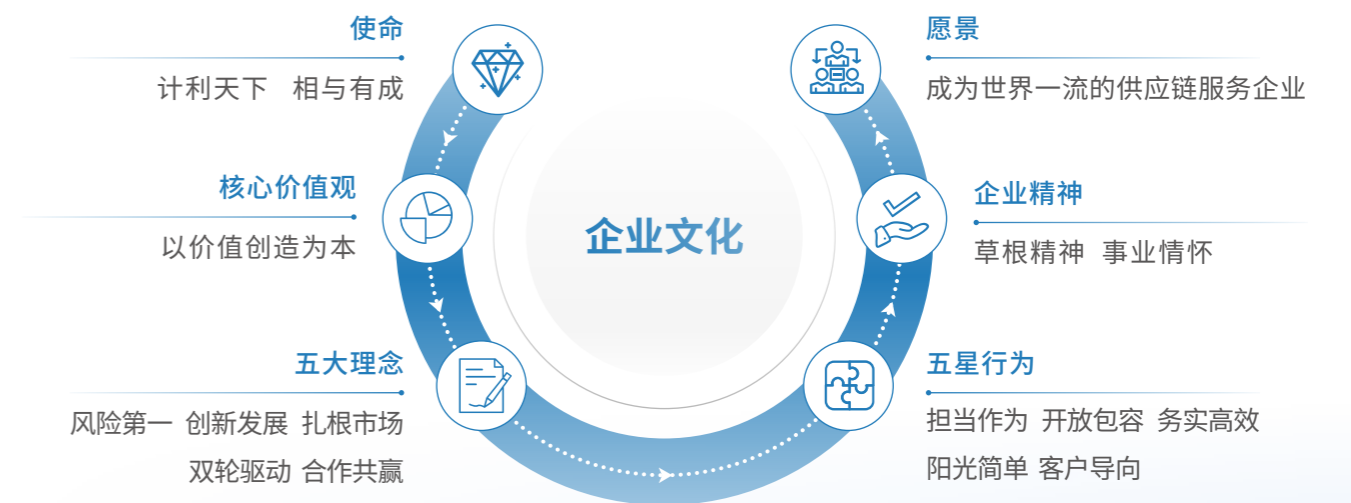 使命
计利天下 相与有成
核心价值观
以价值创造为本
五大理念
风险第一 创新发展 扎根市场
双轮驱动 合作共赢
企业文化
愿景
成为世界一流的供应链服务企业
企业精神
草根精神 事业情怀
五星行为
担当作为 开放包容 务实高效
阳光简单 客户导向